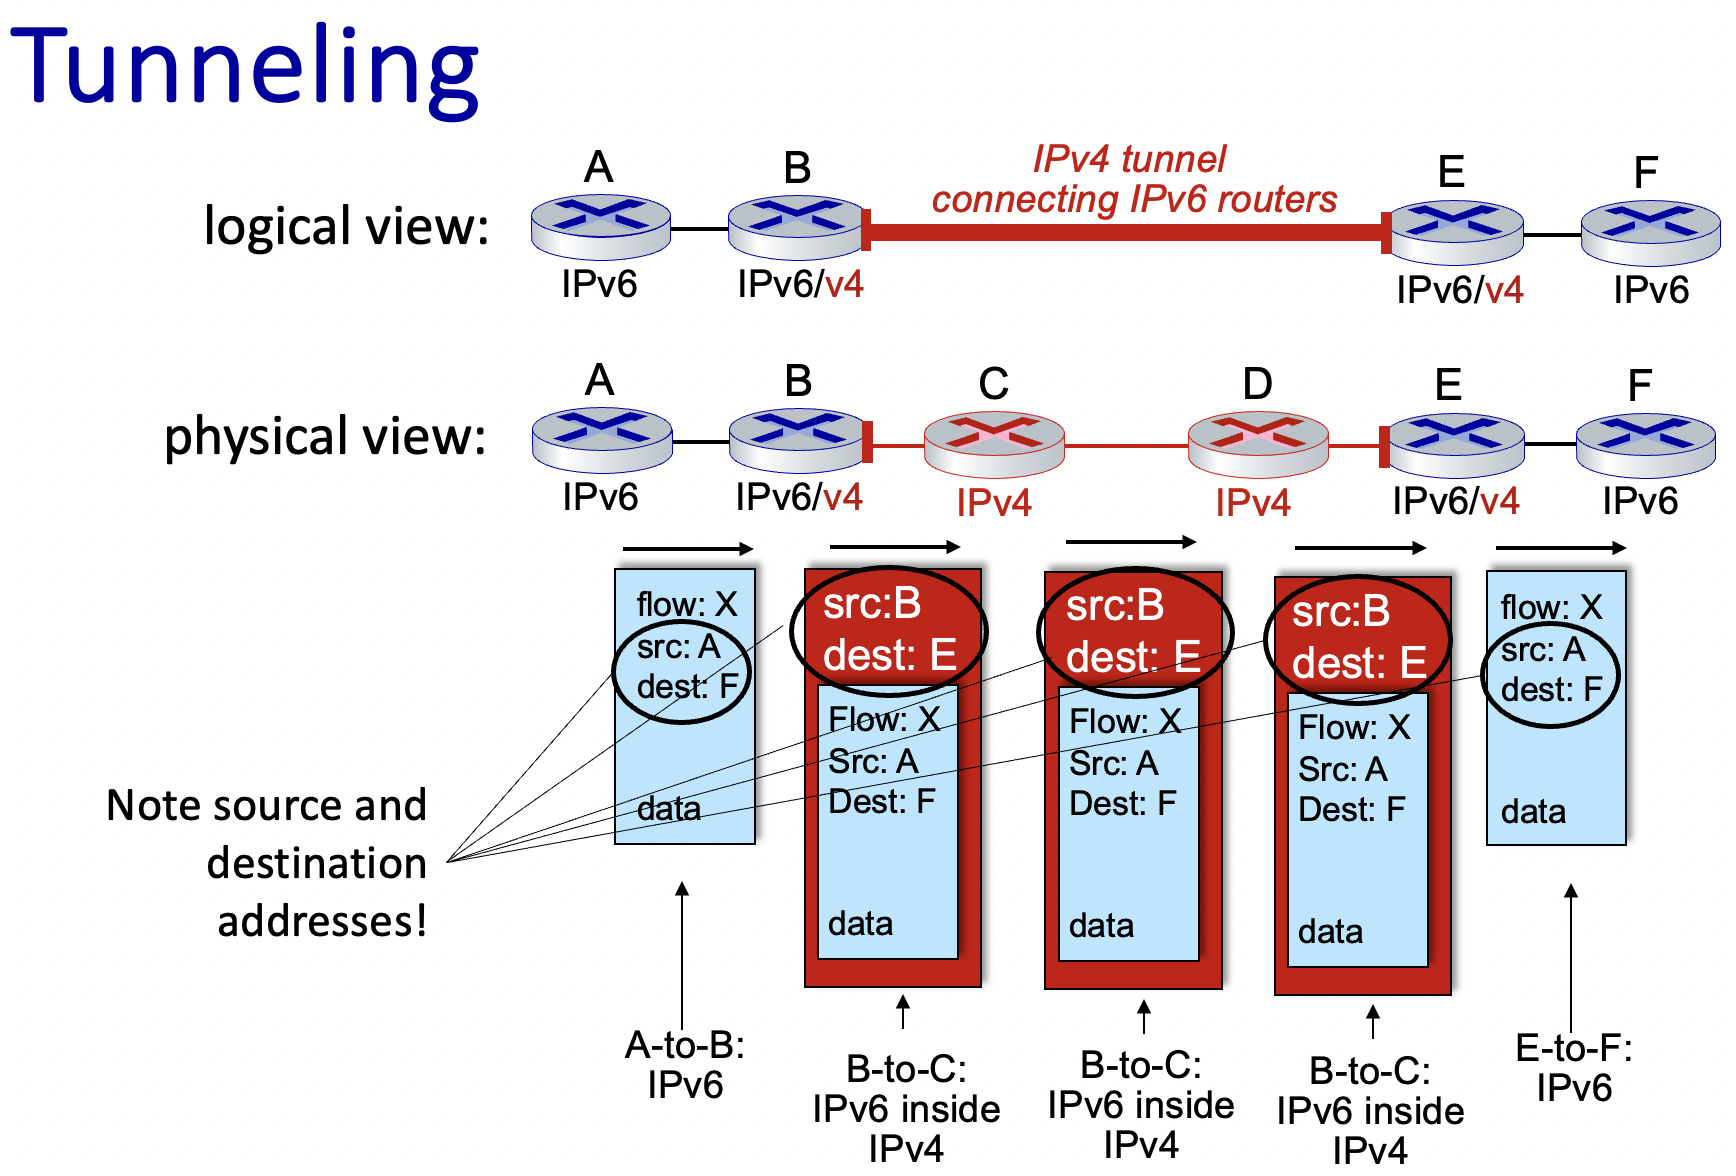 Tunneling
IPv4 tunnel
connecting IPv6 routers
A
B
E
F
logical view:
IPv6
IPv6/v4
IPv6/v4
IPv6
A
B
C
D
E
F
physical view:
IPv6
IPv6/v4
IPv4
IPv4
IPv6/v4
IPv6
flow: X
src: A
dest: F
data
src:B
dest: E
Flow: X
Src: A
Dest: F
data
src:B
dest: E
Flow: X
Src: A
Dest: F
data
src:B
dest: E
Flow: X
Src: A
Dest: F
data
flow: X
src: A
dest: F
data
Note source and
destination
addresses!
A-to-B:
IPv6
B-to-C:
IPv6 inside
IPv4
B-to-C:
IPv6 inside
IPv4
B-to-C:
IPv6 inside
IPv4
E-to-F:
IPv6